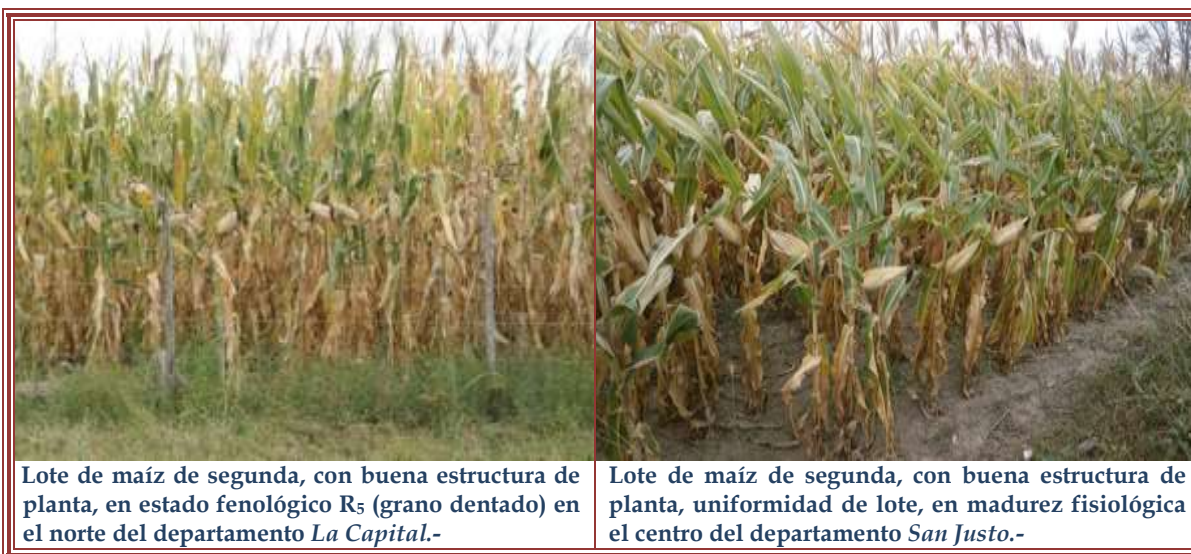 Lote de maíz de segunda, con buena estructura de
planta, en estado fenológico R₅ (grano dentado) en
el norte del departamento La Capital.-
Lote de maíz de segunda, con buena estructura de
planta, uniformidad de lote, en madurez fisiológica
el centro del departamento San Justo.-